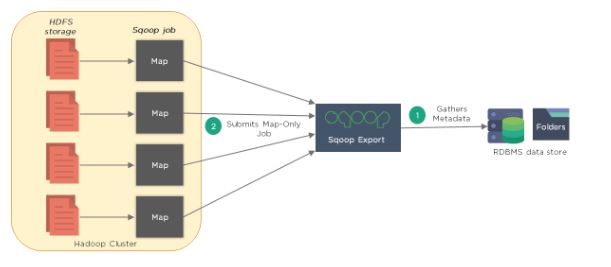 HDFS
storage
Sqoop job
Map
Map
Map
Map
Hadoop Cluster
2
Submits Map-Only
Job
sqoop
Sqoop Export
1
Gathers
Metadata
Folders
RDBMS data store